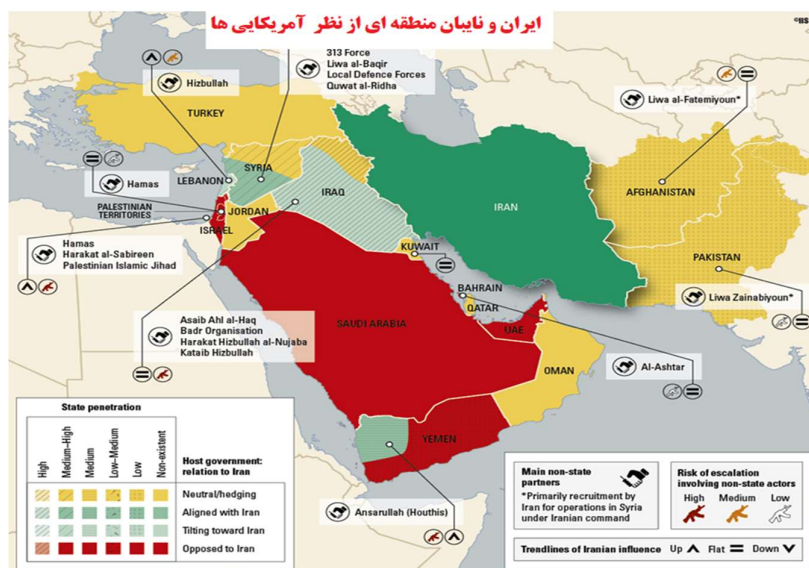 ایران و نایبان منطقه ای از نظر آمریکایی ها
©IISS
313 Force
Liwa al-Baqir
Local Defence Forces
Quwat al-Ridha
Hizbullah
TURKEY
Liwa al-Fatemiyoun*
SYRIA
LEBANON
Hamas
IRAQ
IRAN
AFGHANISTAN
PALESTINIAN
TERRITORIES
JORDAN
ISRAEL
KUWAIT
PAKISTAN
Hamas
Harakat al-Sabireen
Palestinian Islamic Jihad
BAHRAIN
QATAR
Liwa Zainabiyoun*
SAUDI ARABIA
UAE
Asaib Ahl al-Haq
Badr Organisation
Harakat Hizbullah al-Nujaba
Kataib Hizbullah
OMAN
Al-Ashtar
YEMEN
Ansarullah (Houthis)
State penetration
High
Medium–High
Medium
Low–Medium
Low
Non-existent
Host government:
relation to Iran
Neutral/hedging
Aligned with Iran
Tilting toward Iran
Opposed to Iran
Main non-state
partners
*Primarily recruitment by
Iran for operations in Syria
under Iranian command
Risk of escalation
involving non-state actors
High Medium Low
Trendlines of Iranian influence Up Flat Down